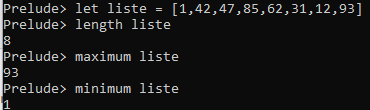 Prelude> let liste = [1,42,47,85,62,31,12,93]
Prelude> length liste
8
Prelude> maximum liste
93
Prelude> minimum liste
1